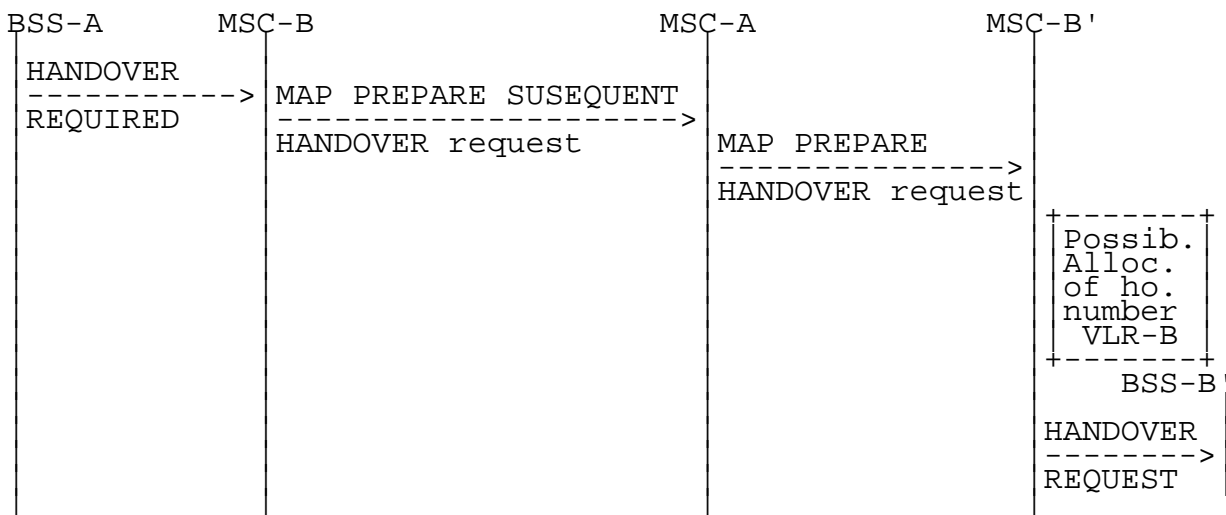 BSS-A MSC-B MSC-A MSC-B'
HANDOVER
REQUIRED
MAP PREPARE SUSEQUENT
HANDOVER request
MAP PREPARE
HANDOVER request
Possib.
Alloc.
of ho.
number
VLR-B
BSS-B'
HANDOVER
REQUEST